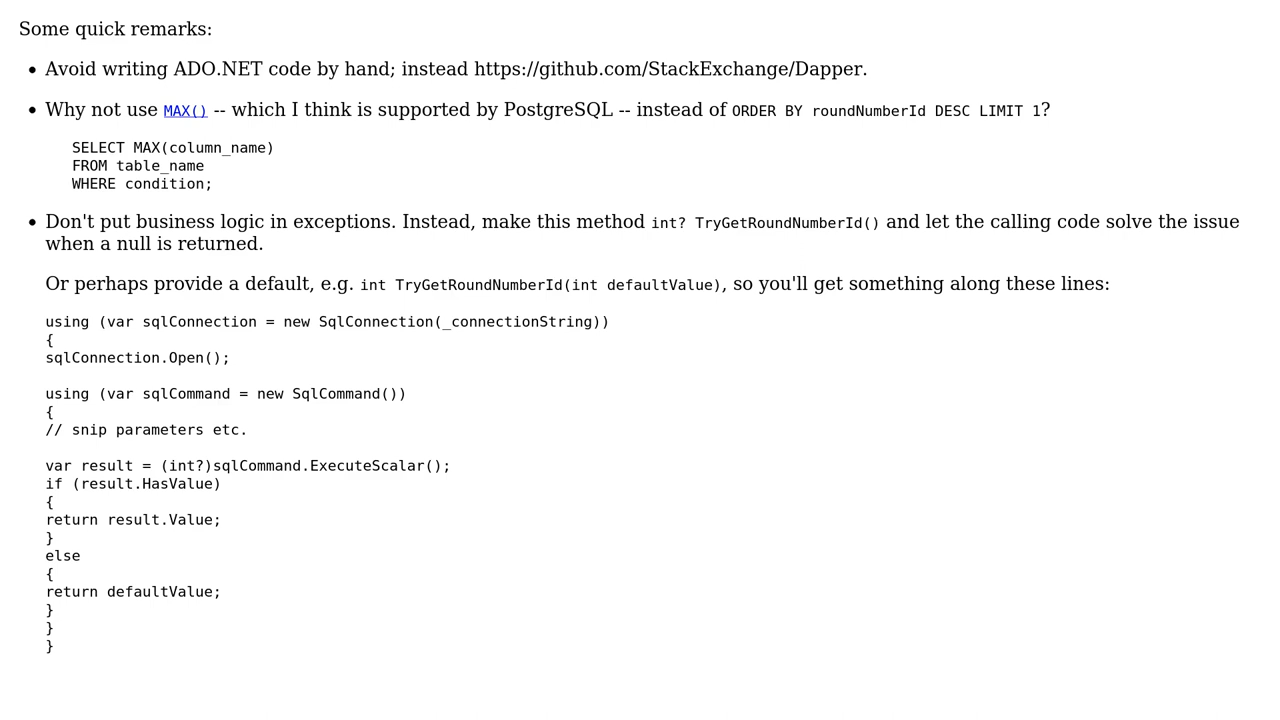 Some quick remarks:
• Avoid writing ADO.NET code by hand; instead https://github.com/StackExchange/Dapper.
• Why not use MAX() -- which I think is supported by PostgreSQL -- instead of ORDER BY roundNumberId DESC LIMIT 1?
SELECT MAX(column_name)
FROM table_name
WHERE condition;
• Don't put business logic in exceptions. Instead, make this method int? TryGetRoundNumberId() and let the calling code solve the issue
when a null is returned.
Or perhaps provide a default, e.g. int TryGetRoundNumberId(int defaultValue), so you'll get something along these lines:
using (var sqlConnection = new SqlConnection(_connectionString))
{
sqlConnection.Open();
using (var sqlCommand = new SqlCommand())
{
// snip parameters etc.
var result = (int?)sqlCommand.ExecuteScalar();
if (result.HasValue)
{
return result.Value;
}
else
{
return defaultValue;
}
}
}